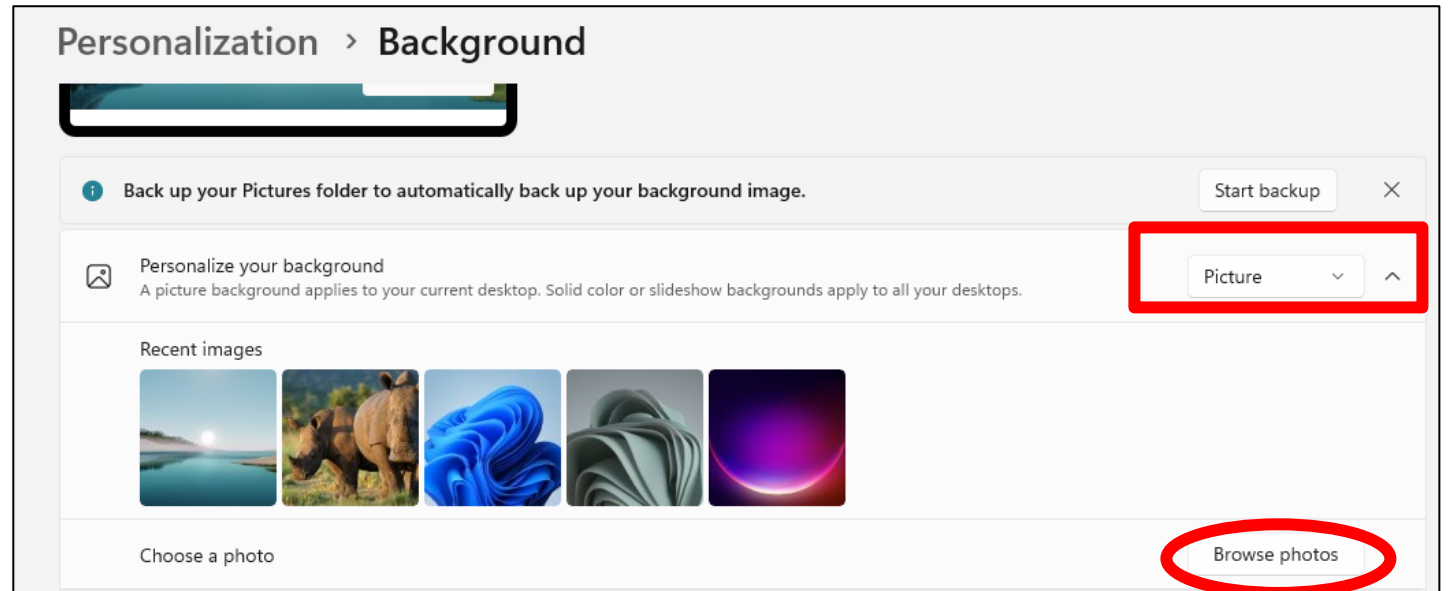 Personalization > Background
Back up your Pictures folder to automatically back up your background image.
Start backup
Personalize your background
Picture
A picture background applies to your current desktop. Solid color or slideshow backgrounds apply to all your desktops.
Recent images
Choose a photo
Browse photos